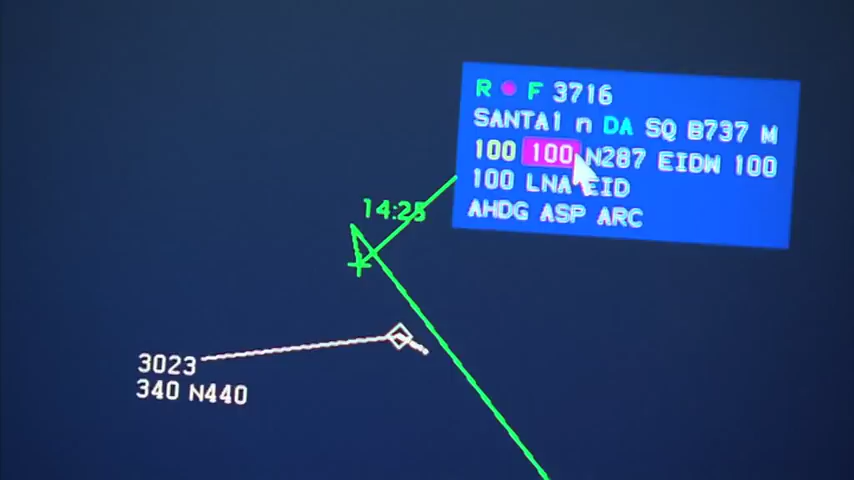 R F 3716
SANTA1 n DA SQ B737 M
100 100 N287 EIDW 100
100 LNA EID
AHDG ASP ARC
14:25
3023
340 N440